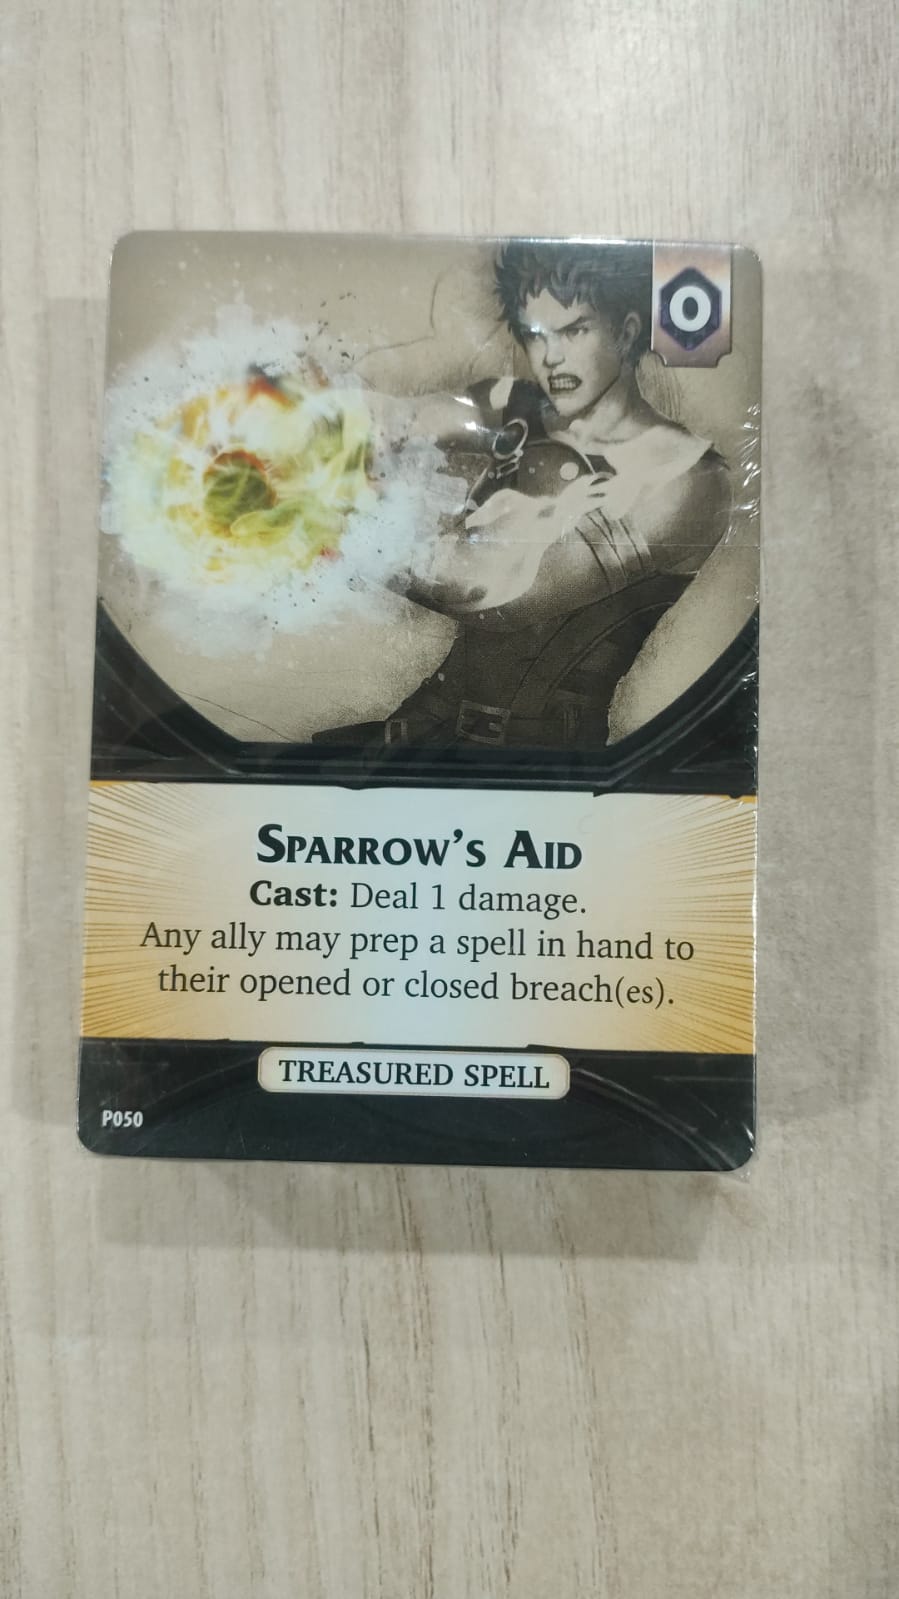 0
Sparrow's Aid
Cast: Deal 1 damage.
Any ally may prep a spell in hand to
their opened or closed breach(es).
TREASURED SPELL
P050